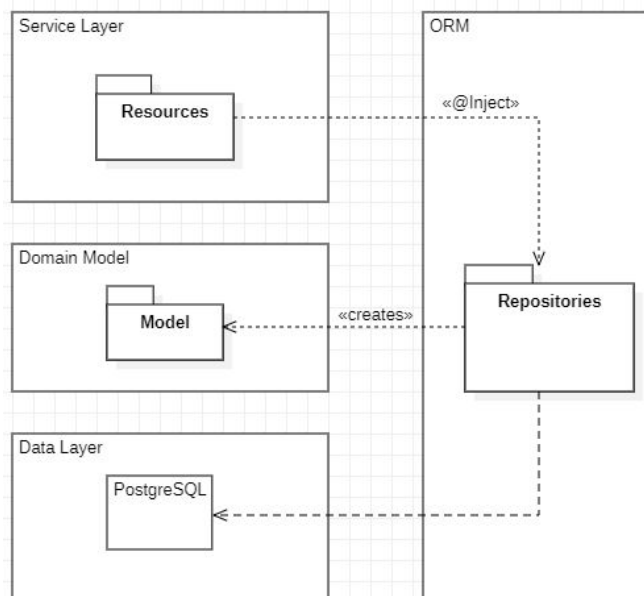 Service Layer
ORM
Resources
«@Inject»
Domain Model
Repositories
«creates»
Model
Data Layer
PostgreSQL